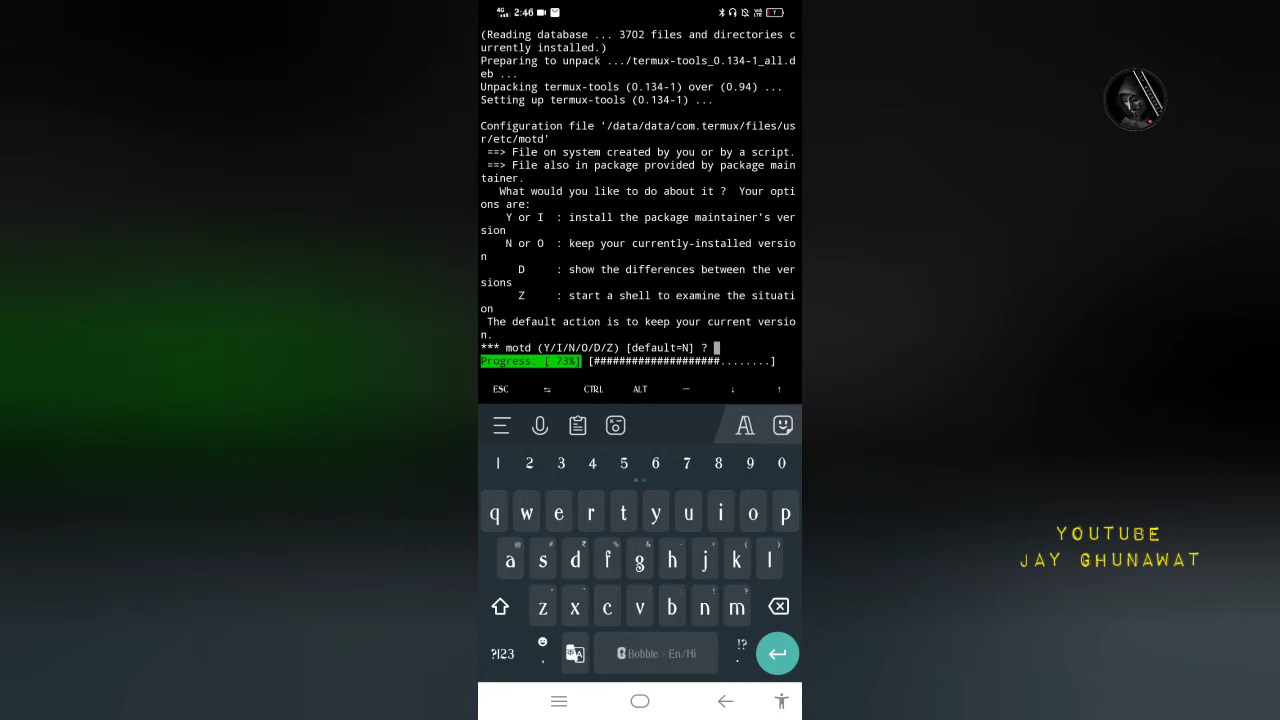 4G 2:46 VoI LTE 7
(Reading database ... 3702 files and directories c
urrently installed.)
Preparing to unpack .../termux-tools_0.134-1_all.d
eb ...
Unpacking termux-tools (0.134-1) over (0.94) ...
Setting up termux-tools (0.134-1) ...
Configuration file '/data/data/com.termux/files/us
r/etc/motd'
==> File on system created by you or by a script.
==> File also in package provided by package main
tainer.
What would you like to do about it ? Your opti
ons are:
Y or I : install the package maintainer's ver
sion
N or O : keep your currently-installed versio
n
D : show the differences between the ver
sions
Z : start a shell to examine the situati
on
The default action is to keep your current versio
n.
*** motd (Y/I/N/O/D/Z) [default=N] ?
Progress: [ 73%] [####################........]
ESC CTRL ALT — ↓ ↑
1 2 3 4 5 6 7 8 9 0
q w e r t y u i o p
@ # ₹ % & - + ( )
a s d f g h j k l
z x c v b n m
?123 , Bobble - En/Hi !? .
YOUTUBE
JAY GHUNAWAT